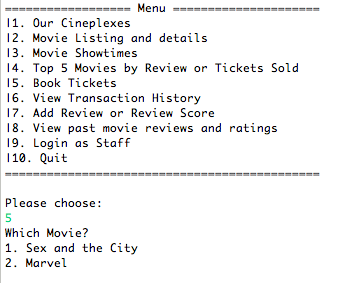 ================== Menu =====================
|1. Our Cineplexes
|2. Movie Listing and details
|3. Movie Showtimes
|4. Top 5 Movies by Review or Tickets Sold
|5. Book Tickets
|6. View Transaction History
|7. Add Review or Review Score
|8. View past movie reviews and ratings
|9. Login as Staff
|10. Quit
=============================================
Please choose:
5
Which Movie?
1. Sex and the City
2. Marvel